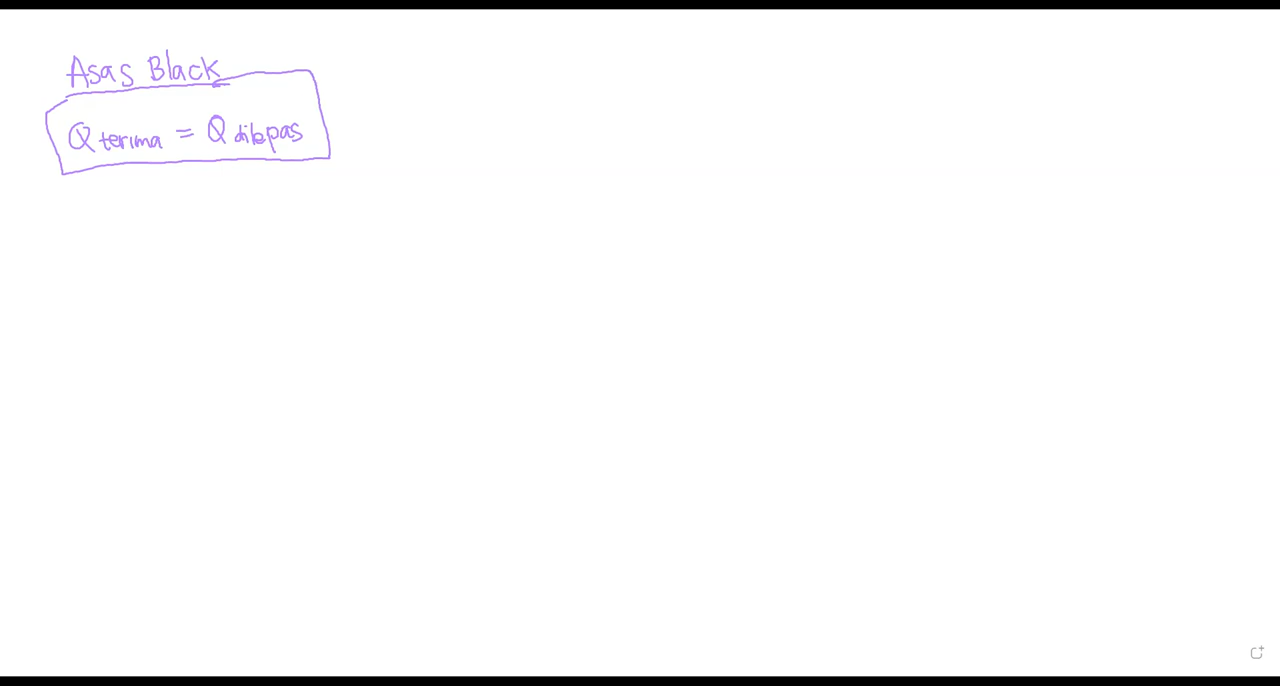 Asas Black
Q terima = Q dilepas